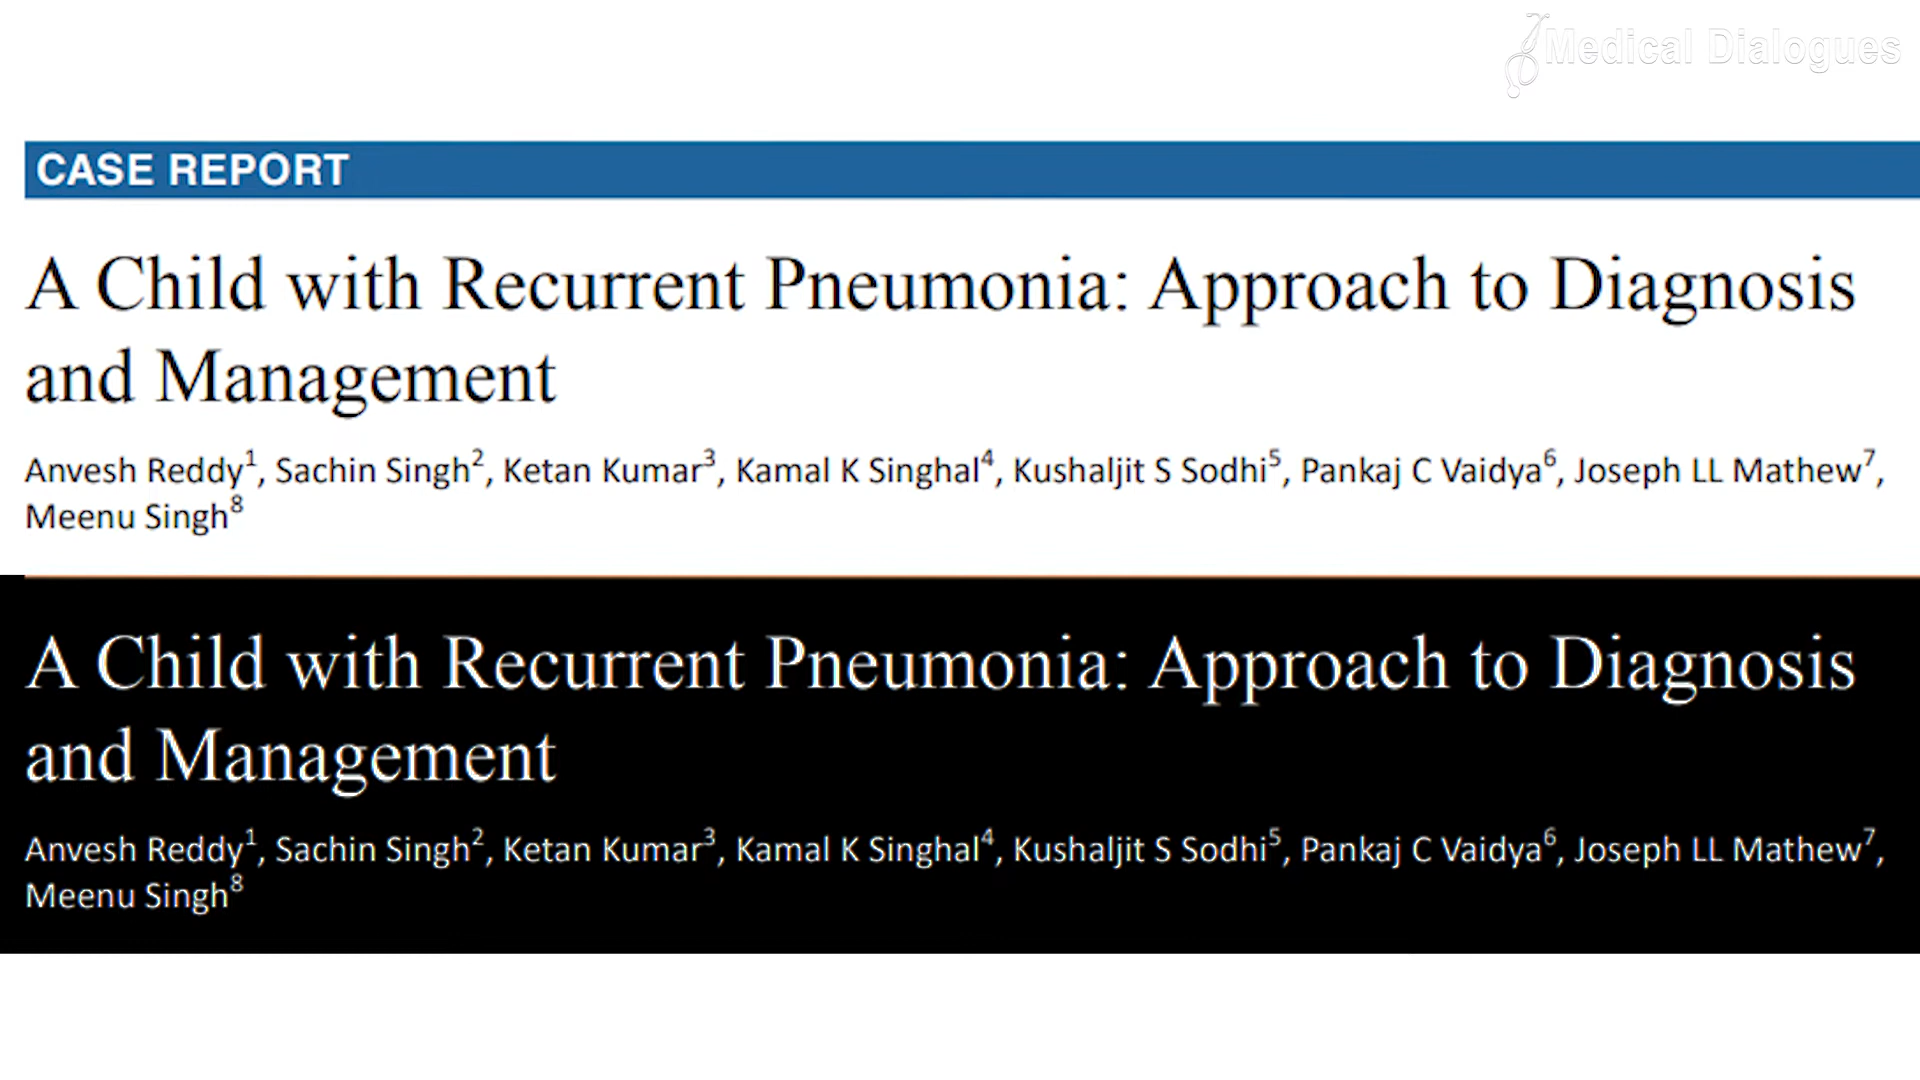 Medical Dialogues
CASE REPORT
A Child with Recurrent Pneumonia: Approach to Diagnosis
and Management
Anvesh Reddy¹, Sachin Singh², Ketan Kumar³, Kamal K Singhal⁴, Kushaljit S Sodhi⁵, Pankaj C Vaidya⁶, Joseph LL Mathew⁷,
Meenu Singh⁸
A Child with Recurrent Pneumonia: Approach to Diagnosis
and Management
Anvesh Reddy¹, Sachin Singh², Ketan Kumar³, Kamal K Singhal⁴, Kushaljit S Sodhi⁵, Pankaj C Vaidya⁶, Joseph LL Mathew⁷,
Meenu Singh⁸